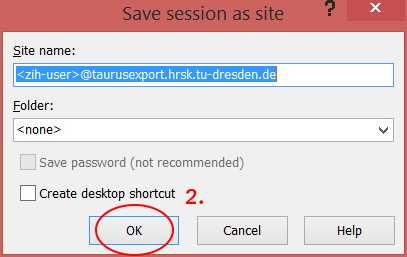 Save session as site
? ×
Site name:
<zih-user>@taurusexport.hrsk.tu-dresden.de
Folder:
<none>
Save password (not recommended)
Create desktop shortcut
2.
OK Cancel Help